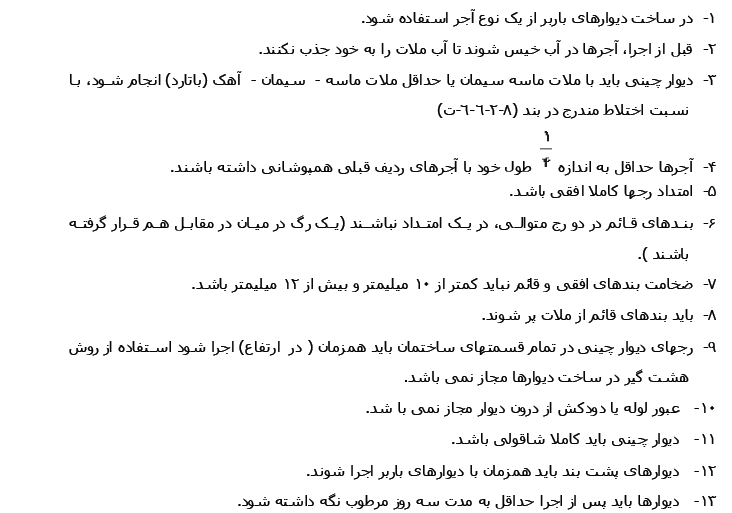 ۱- در ساخت دیوارهای باربر از یک نوع آجر استفاده شود.
۲- قبل از اجرا، آجرها در آب خیس شوند تا آب ملات را به خود جذب نکنند.
۳- دیوار چینی باید با ملات ماسه سیمان یا حداقل ملات ماسه - سیمان - آهک (باتارد) انجام شود، با
نسبت اختلاط مندرج در بند (۸-۲-۶-۶-ت)
۴- آجرها حداقل به اندازه ۱/۴ طول خود با آجرهای ردیف قبلی همپوشانی داشته باشند.
۵- امتداد رجها کاملا افقی باشد.
۶- بندهای قائم در دو رج متوالی، در یک امتداد نباشند (یک رگ در میان در مقابل هم قرار گرفته
باشند ).
۷- ضخامت بندهای افقی و قائم نباید کمتر از ۱۰ میلیمتر و بیش از ۱۲ میلیمتر باشد.
۸- باید بندهای قائم از ملات پر شوند.
۹- رجهای دیوار چینی در تمام قسمتهای ساختمان باید همزمان ( در ارتفاع) اجرا شود استفاده از روش
هشت گیر در ساخت دیوارها مجاز نمی باشد.
۱۰- عبور لوله یا دودکش از درون دیوار مجاز نمی با شد.
۱۱- دیوار چینی باید کاملا شاقولی باشد.
۱۲- دیوارهای پشت بند باید همزمان با دیوارهای باربر اجرا شوند.
۱۳- دیوارها باید پس از اجرا حداقل به مدت سه روز مرطوب نگه داشته شود.